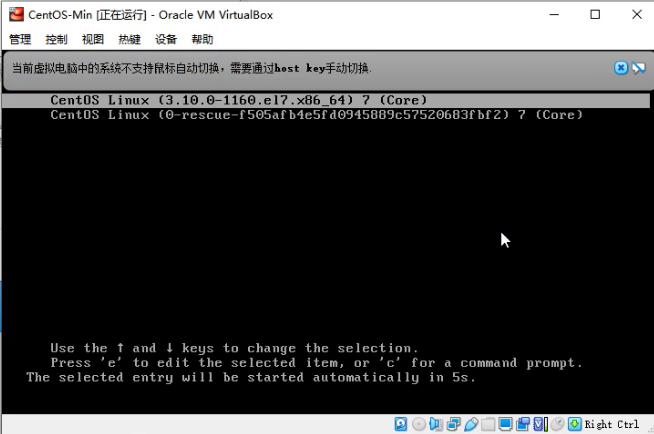 CentOS-Min [正在运行] - Oracle VM VirtualBox
管理 控制 视图 热键 设备 帮助
当前虚拟电脑中的系统不支持鼠标自动切换，需要通过host key手动切换.
CentOS Linux (3.10.0-1160.el7.x86_64) 7 (Core)
CentOS Linux (0-rescue-f505afb4e5fd0945889c57520683fbf2) 7 (Core)
Use the ↑ and ↓ keys to change the selection.
Press 'e' to edit the selected item, or 'c' for a command prompt.
The selected entry will be started automatically in 5s.
Right Ctrl